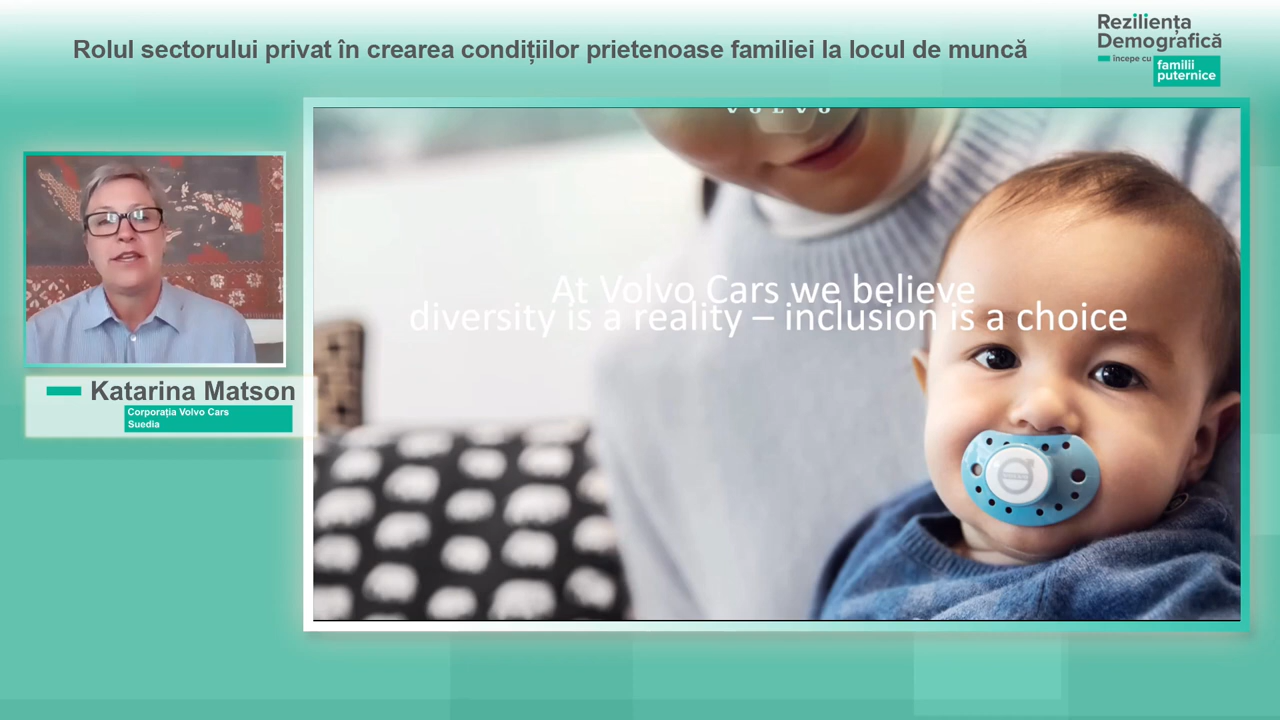 Rolul sectorului privat în crearea condițiilor prietenoase familiei la locul de muncă
Reziliența
Demografică
începe cu
familii
puternice
VOLVO
At Volvo Cars we believe
diversity is a reality – inclusion is a choice
Katarina Matson
Corporația Volvo Cars
Suedia